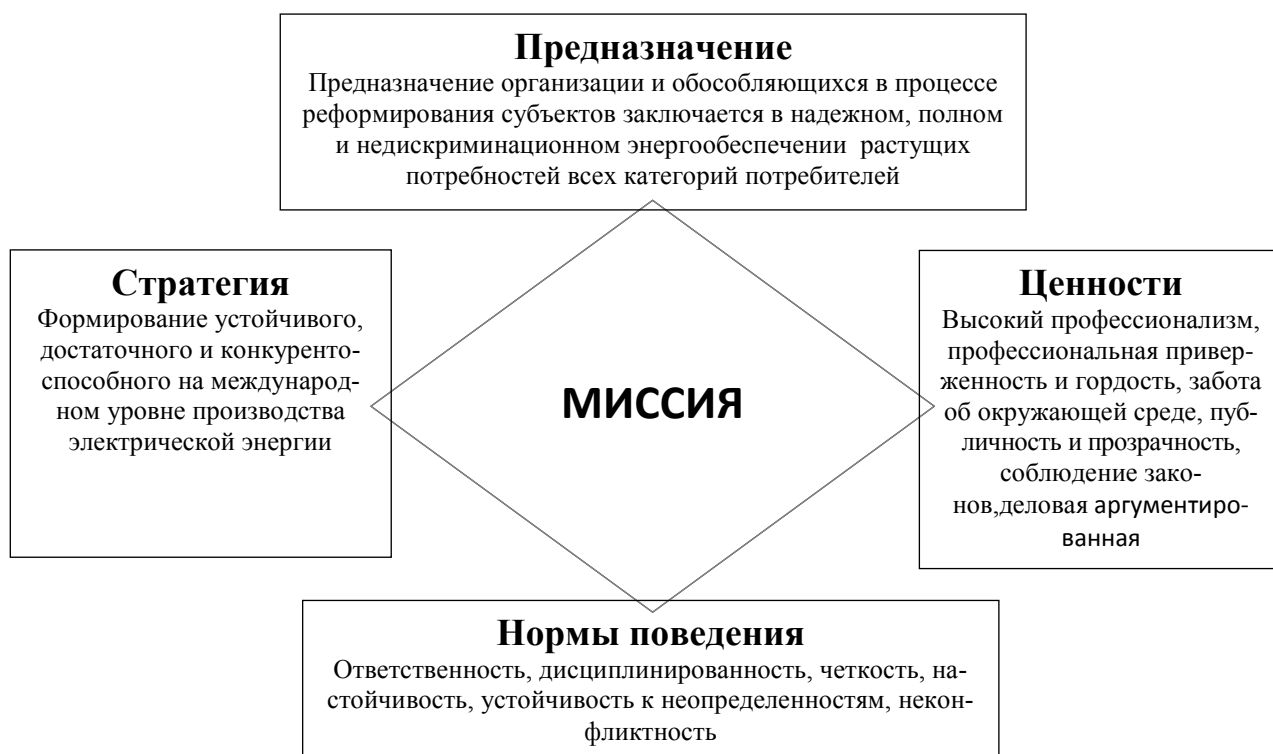 Предназначение
Предназначение организации и обособляющихся в процессе
реформирования субъектов заключается в надежном, полном
и недискриминационном энергообеспечении растущих
потребностей всех категорий потребителей
Стратегия
Формирование устойчивого,
достаточного и конкуренто-
способного на международ-
ном уровне производства
электрической энергии
МИССИЯ
Ценности
Высокий профессионализм,
профессиональная привер-
женность и гордость, забота
об окружающей среде, пуб-
личность и прозрачность,
соблюдение зако-
нов,деловая аргументиро-
ванная
Нормы поведения
Ответственность, дисциплинированность, четкость, на-
стойчивость, устойчивость к неопределенностям, некон-
фликтность